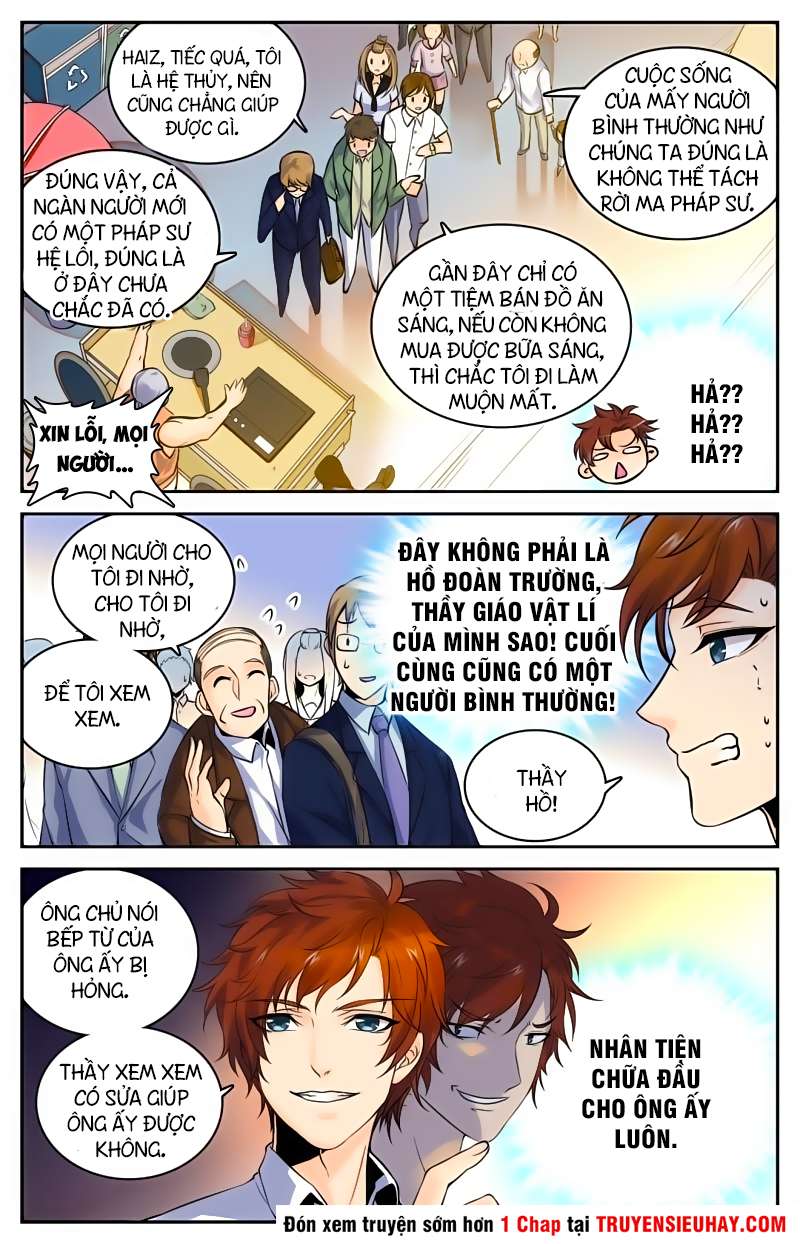 HAIZ, TIẾC QUÁ, TÔI
LÀ HỆ THỦY, NÊN
CŨNG CHẲNG GIÚP
ĐƯỢC GÌ.
CUỘC SỐNG
CỦA MẤY NGƯỜI
BÌNH THƯỜNG NHƯ
CHÚNG TA ĐÚNG LÀ
KHÔNG THỂ TÁCH
RỜI MA PHÁP SƯ.
ĐÚNG VẬY, CẢ
NGÀN NGƯỜI MỚI
CÓ MỘT PHÁP SƯ
HỆ LÔI, ĐÚNG LÀ
Ở ĐÂY CHƯA
CHẮC ĐÃ CÓ.
GẦN ĐÂY CHỈ CÓ
MỘT TIỆM BÁN ĐỒ ĂN
SÁNG, NẾU CÒN KHÔNG
MUA ĐƯỢC BỮA SÁNG,
THÌ CHẮC TÔI ĐI LÀM
MUỘN MẤT.
HẢ??
HẢ??
HẢ??
XIN LỖI, MỌI
NGƯỜI...
MỌI NGƯỜI CHO
TÔI ĐI NHỜ,
CHO TÔI ĐI
NHỜ,
ĐỂ TÔI XEM
XEM.
ĐÂY KHÔNG PHẢI LÀ
HỒ ĐOÀN TRƯỜNG,
THẦY GIÁO VẬT LÍ
CỦA MÌNH SAO! CUỐI
CÙNG CŨNG CÓ MỘT
NGƯỜI BÌNH THƯỜNG!
THẦY
HỒ!
ÔNG CHỦ NÓI
BẾP TỪ CỦA
ÔNG ẤY BỊ
HỎNG.
THẦY XEM XEM
CÓ SỬA GIÚP
ÔNG ẤY ĐƯỢC
KHÔNG.
NHÂN TIỆN
CHỮA ĐẦU
CHO ÔNG ẤY
LUÔN.
Đón xem truyện sớm hơn 1 Chap tại TRUYENSIEUHAY.COM